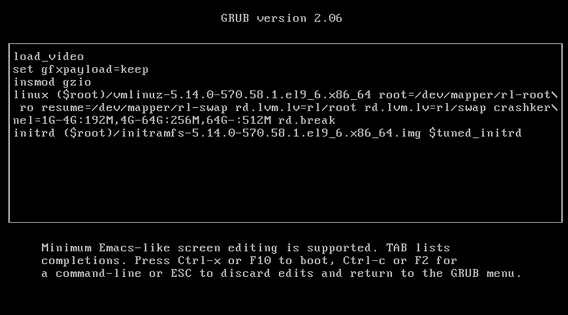 GRUB version 2.06
load_video
set gfxpayload=keep
insmod gzio
linux ($root)/vmlinuz-5.14.0-570.58.1.el9_6.x86_64 root=/dev/mapper/rl-root\
 ro resume=/dev/mapper/rl-swap rd.lvm.lv=rl/root rd.lvm.lv=rl/swap crashker\
nel=1G-4G:192M,4G-64G:256M,64G-:512M rd.break
initrd ($root)/initramfs-5.14.0-570.58.1.el9_6.x86_64.img $tuned_initrd
Minimum Emacs-like screen editing is supported. TAB lists
completions. Press Ctrl-x or F10 to boot, Ctrl-c or F2 for
a command-line or ESC to discard edits and return to the GRUB menu.